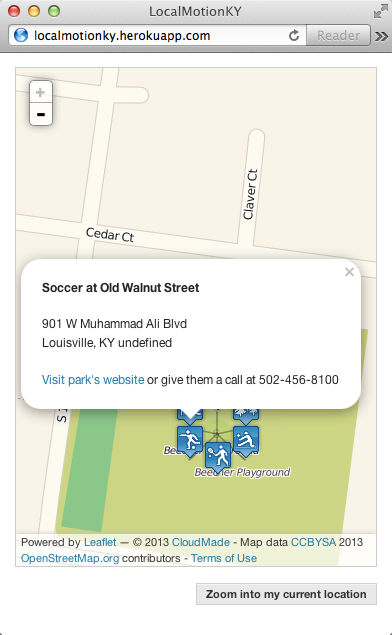 LocalMotionKY
localmotionky.herokuapp.com
Reader
+
-
Claver Ct
Cedar Ct
×
Soccer at Old Walnut Street
901 W Muhammad Ali Blvd
Louisville, KY undefined
Visit park's website or give them a call at 502-456-8100
Beecher Playground
Powered by Leaflet — © 2013 CloudMade - Map data CCBYSA 2013
OpenStreetMap.org contributors - Terms of Use
Zoom into my current location